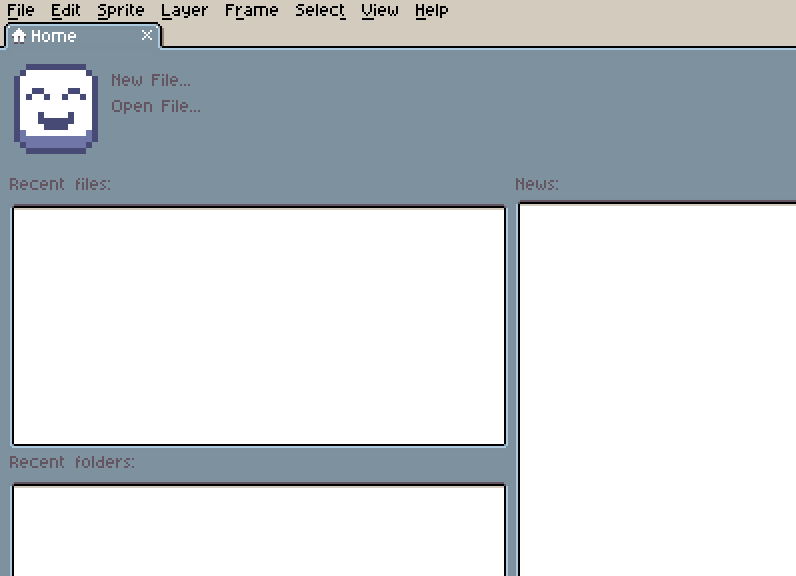 File Edit Sprite Layer Frame Select View Help
Home
New File...
Open File...
Recent files:
News:
Recent folders: